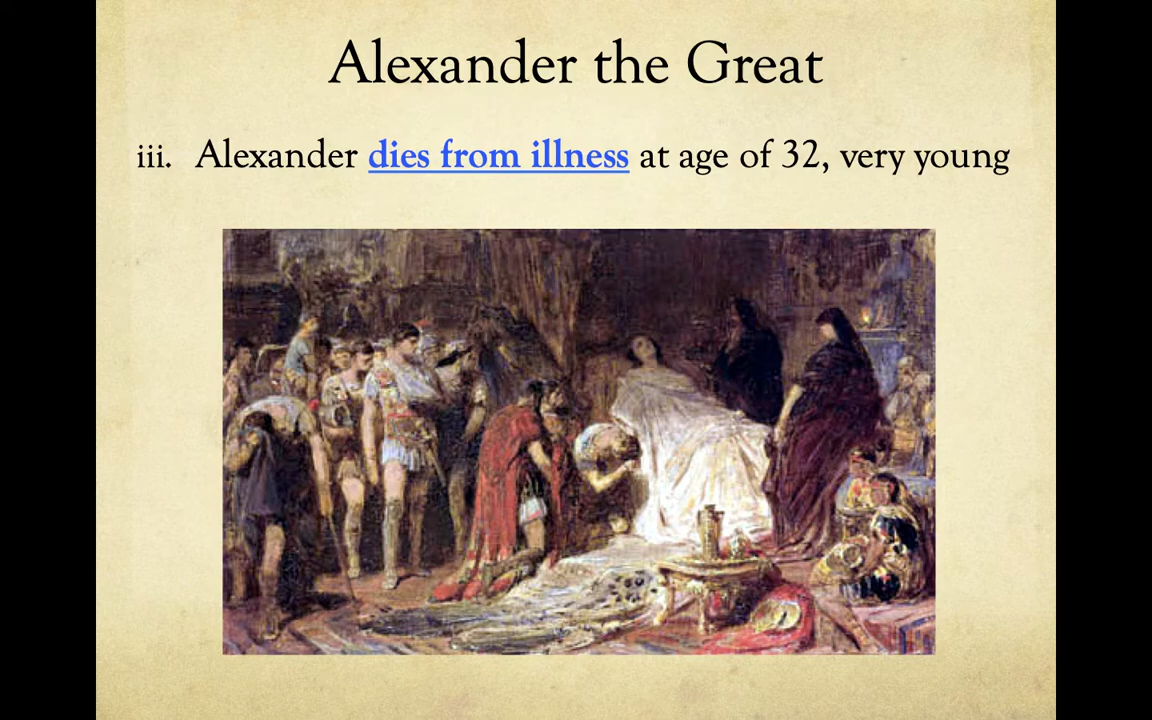 Alexander the Great
iii. Alexander dies from illness at age of 32, very young